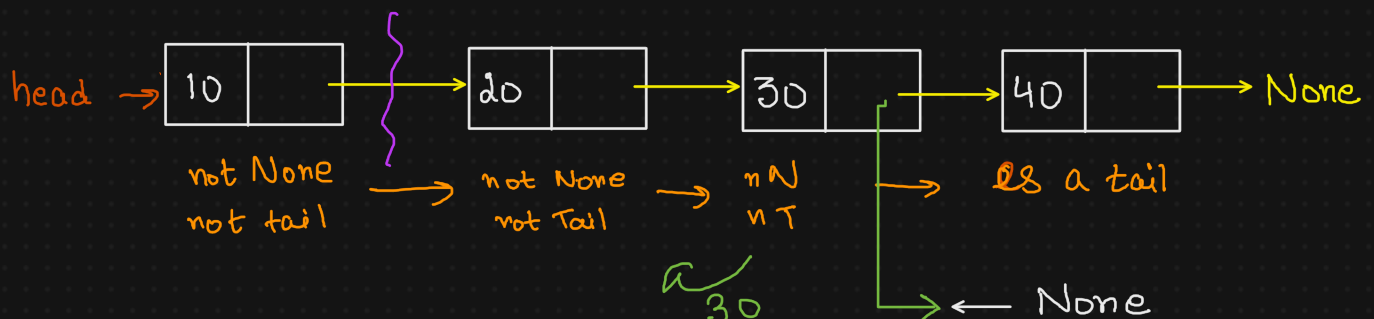 head → 10 20 30 40 None
not None → not None → nN → is a tail
not tail not Tail nT
30 ← None